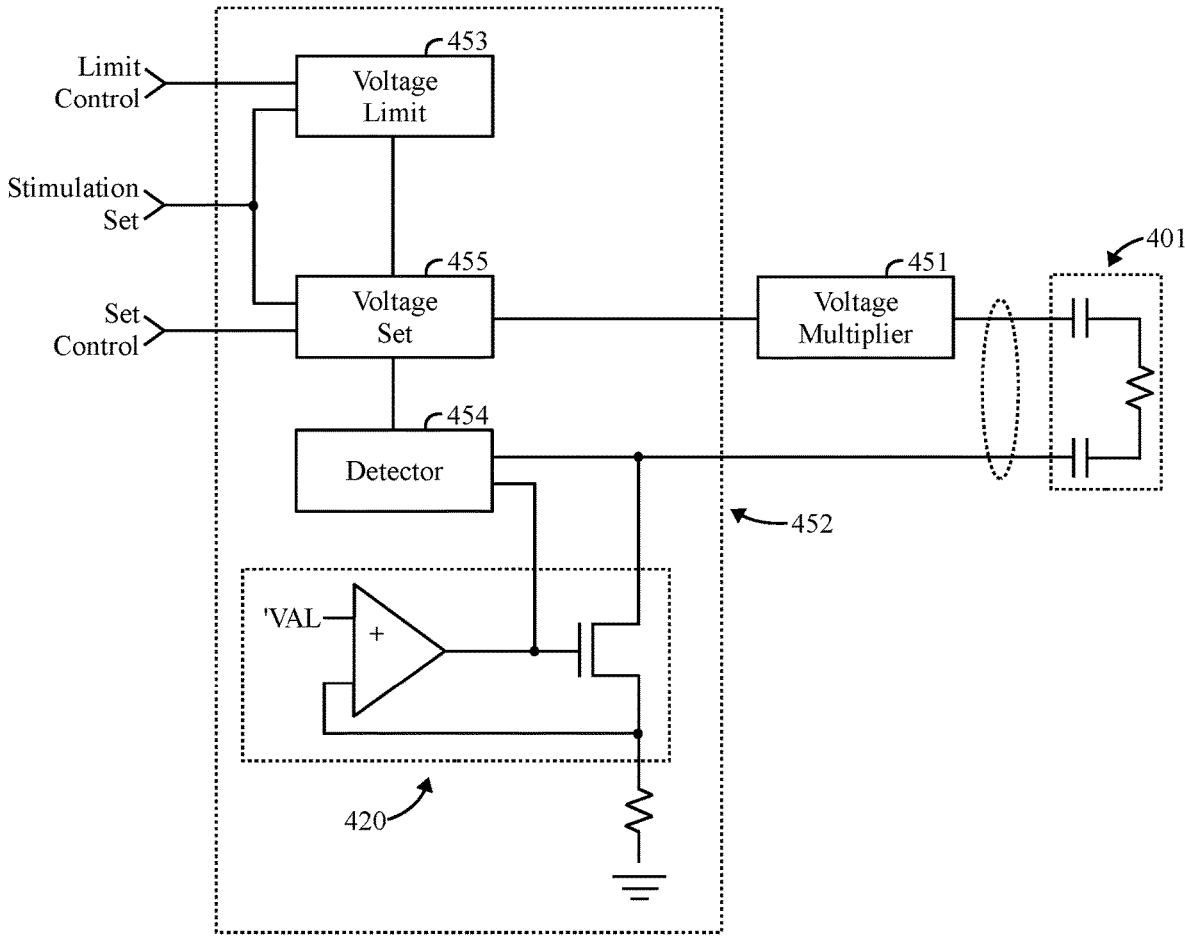 453
Limit
Control
Voltage
Limit
Stimulation
Set
401
455
451
Set
Control
Voltage
Set
Voltage
Multiplier
454
Detector
452
'VAL
+
420